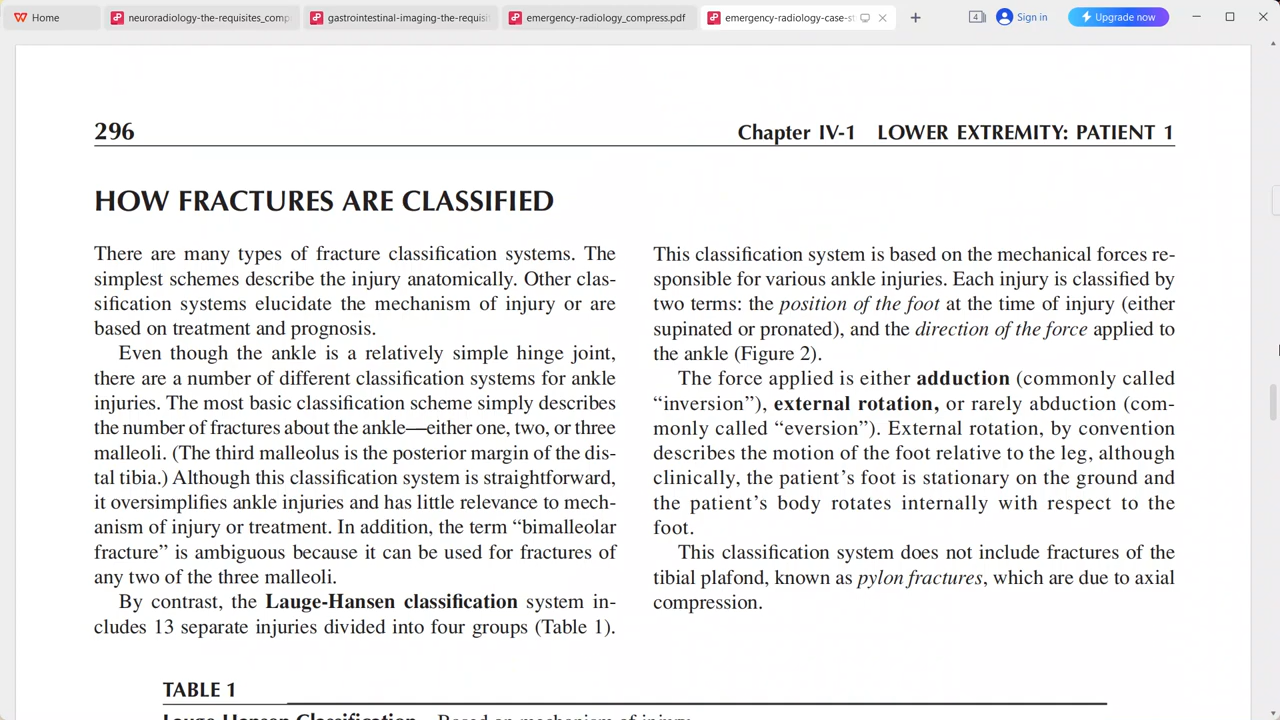 Home
neuroradiology-the-requisites_comp
gastrointestinal-imaging-the-requisit
emergency-radiology_compress.pdf
emergency-radiology-case-st
4
Sign in
Upgrade now
296
Chapter IV-1 LOWER EXTREMITY: PATIENT 1
HOW FRACTURES ARE CLASSIFIED
There are many types of fracture classification systems. The
simplest schemes describe the injury anatomically. Other clas-
sification systems elucidate the mechanism of injury or are
based on treatment and prognosis.
Even though the ankle is a relatively simple hinge joint,
there are a number of different classification systems for ankle
injuries. The most basic classification scheme simply describes
the number of fractures about the ankle—either one, two, or three
malleoli. (The third malleolus is the posterior margin of the dis-
tal tibia.) Although this classification system is straightforward,
it oversimplifies ankle injuries and has little relevance to mech-
anism of injury or treatment. In addition, the term “bimalleolar
fracture” is ambiguous because it can be used for fractures of
any two of the three malleoli.
By contrast, the Lauge-Hansen classification system in-
cludes 13 separate injuries divided into four groups (Table 1).
This classification system is based on the mechanical forces re-
sponsible for various ankle injuries. Each injury is classified by
two terms: the position of the foot at the time of injury (either
supinated or pronated), and the direction of the force applied to
the ankle (Figure 2).
The force applied is either adduction (commonly called
“inversion”), external rotation, or rarely abduction (com-
monly called “eversion”). External rotation, by convention
describes the motion of the foot relative to the leg, although
clinically, the patient’s foot is stationary on the ground and
the patient’s body rotates internally with respect to the
foot.
This classification system does not include fractures of the
tibial plafond, known as pylon fractures, which are due to axial
compression.
TABLE 1
Lauge-Hansen Classification Based on mechanism of injury